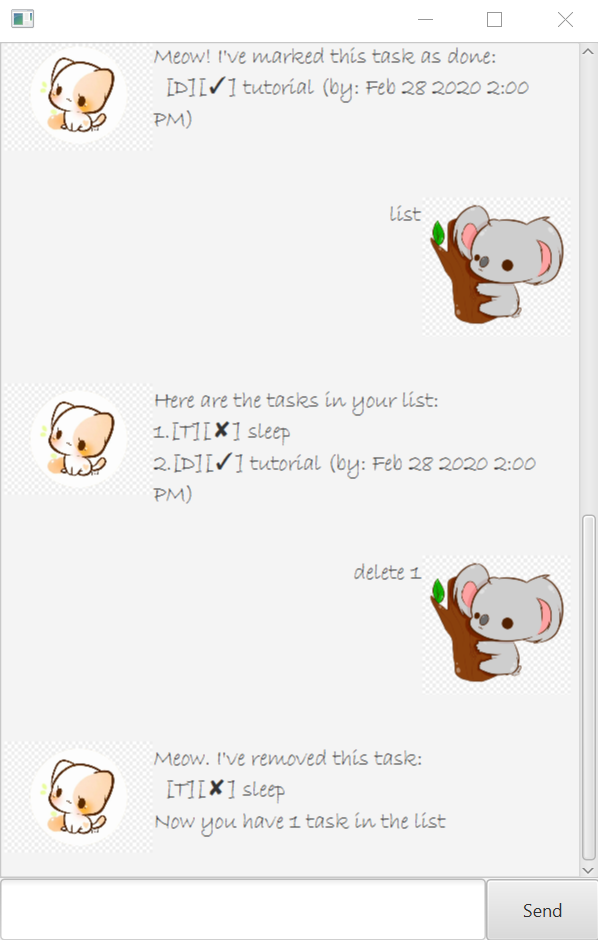 Meow! I've marked this task as done:
[D][✓] tutorial (by: Feb 28 2020 2:00
PM)
list
Here are the tasks in your list:
1.[T][✘] sleep
2.[D][✓] tutorial (by: Feb 28 2020 2:00
PM)
delete 1
Meow. I've removed this task:
[T][✘] sleep
Now you have 1 task in the list
Send